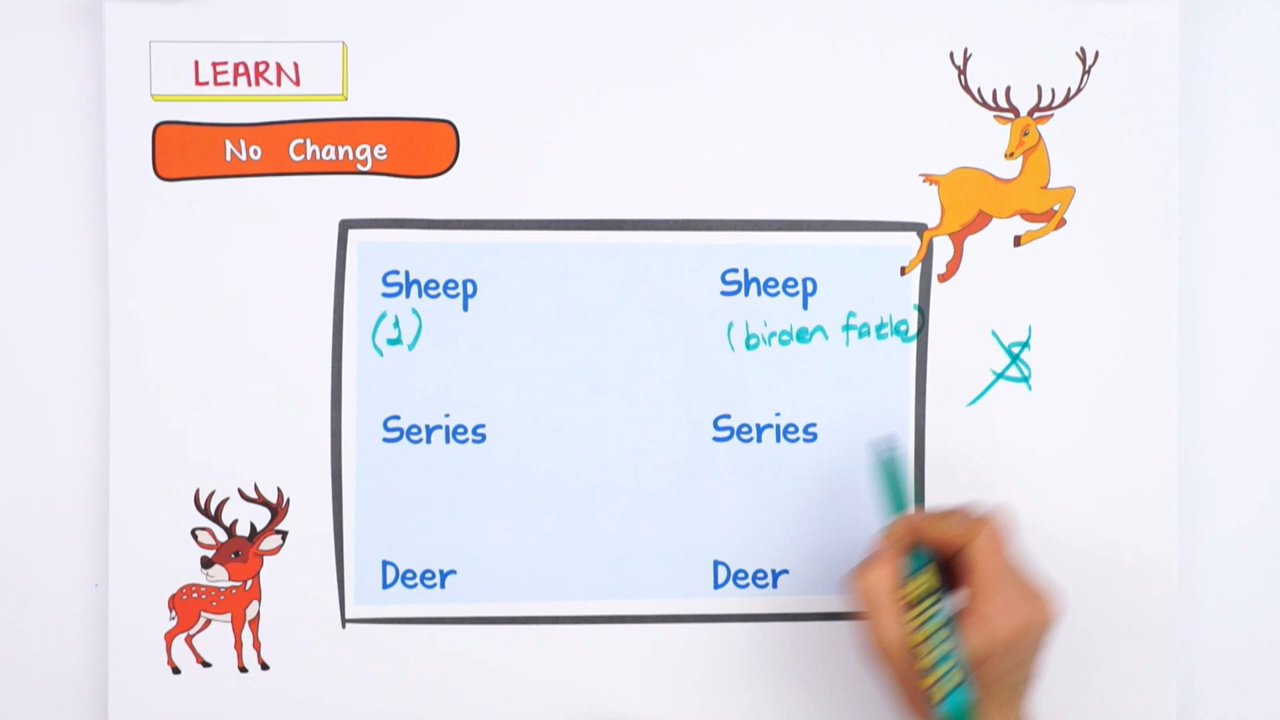 LEARN
No Change
Sheep Sheep
(1) (birden fazla)
S
Series Series
Deer Deer